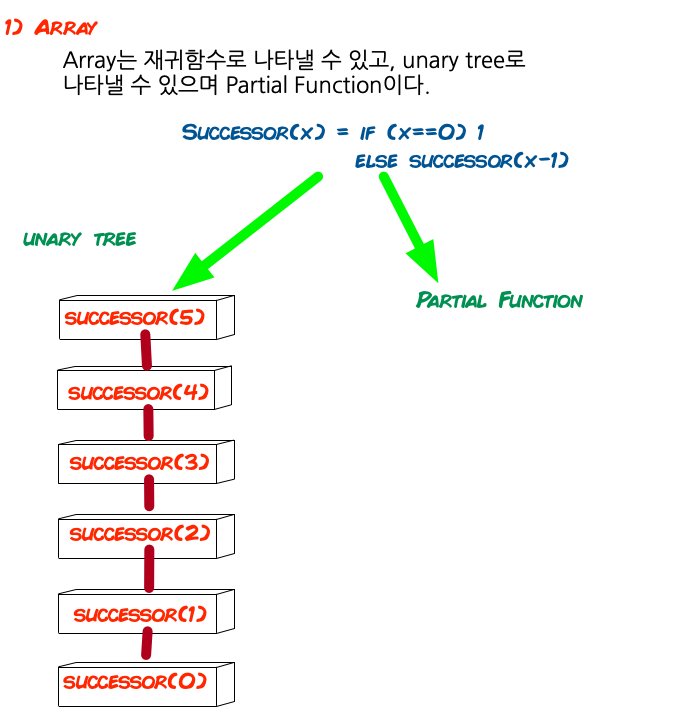 1) ARRAY
Array는 재귀함수로 나타낼 수 있고, unary tree로
나타낼 수 있으며 Partial Function이다.
SUCCESSOR(X) = IF (X==0) 1
ELSE SUCCESSOR(X-1)
UNARY TREE
PARTIAL FUNCTION
SUCCESSOR(5)
SUCCESSOR(4)
SUCCESSOR(3)
SUCCESSOR(2)
SUCCESSOR(1)
SUCCESSOR(0)